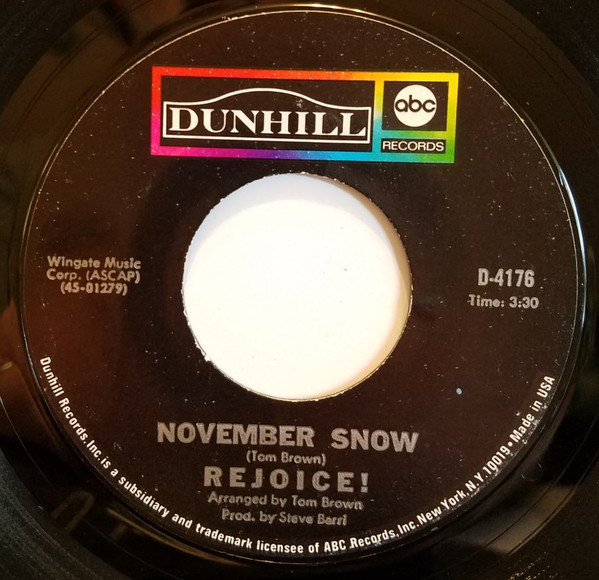 DUNHILL
abc
RECORDS
Wingate Music
Corp. (ASCAP)
(45-01279)
D-4176
Time: 3:30
NOVEMBER SNOW
(Tom Brown)
REJOICE!
Arranged by Tom Brown
Prod. by Steve Barri
Dunhill Records, Inc. is a subsidiary and trademark licensee of ABC Records, Inc. New York, N.Y. 10019 • Made in USA